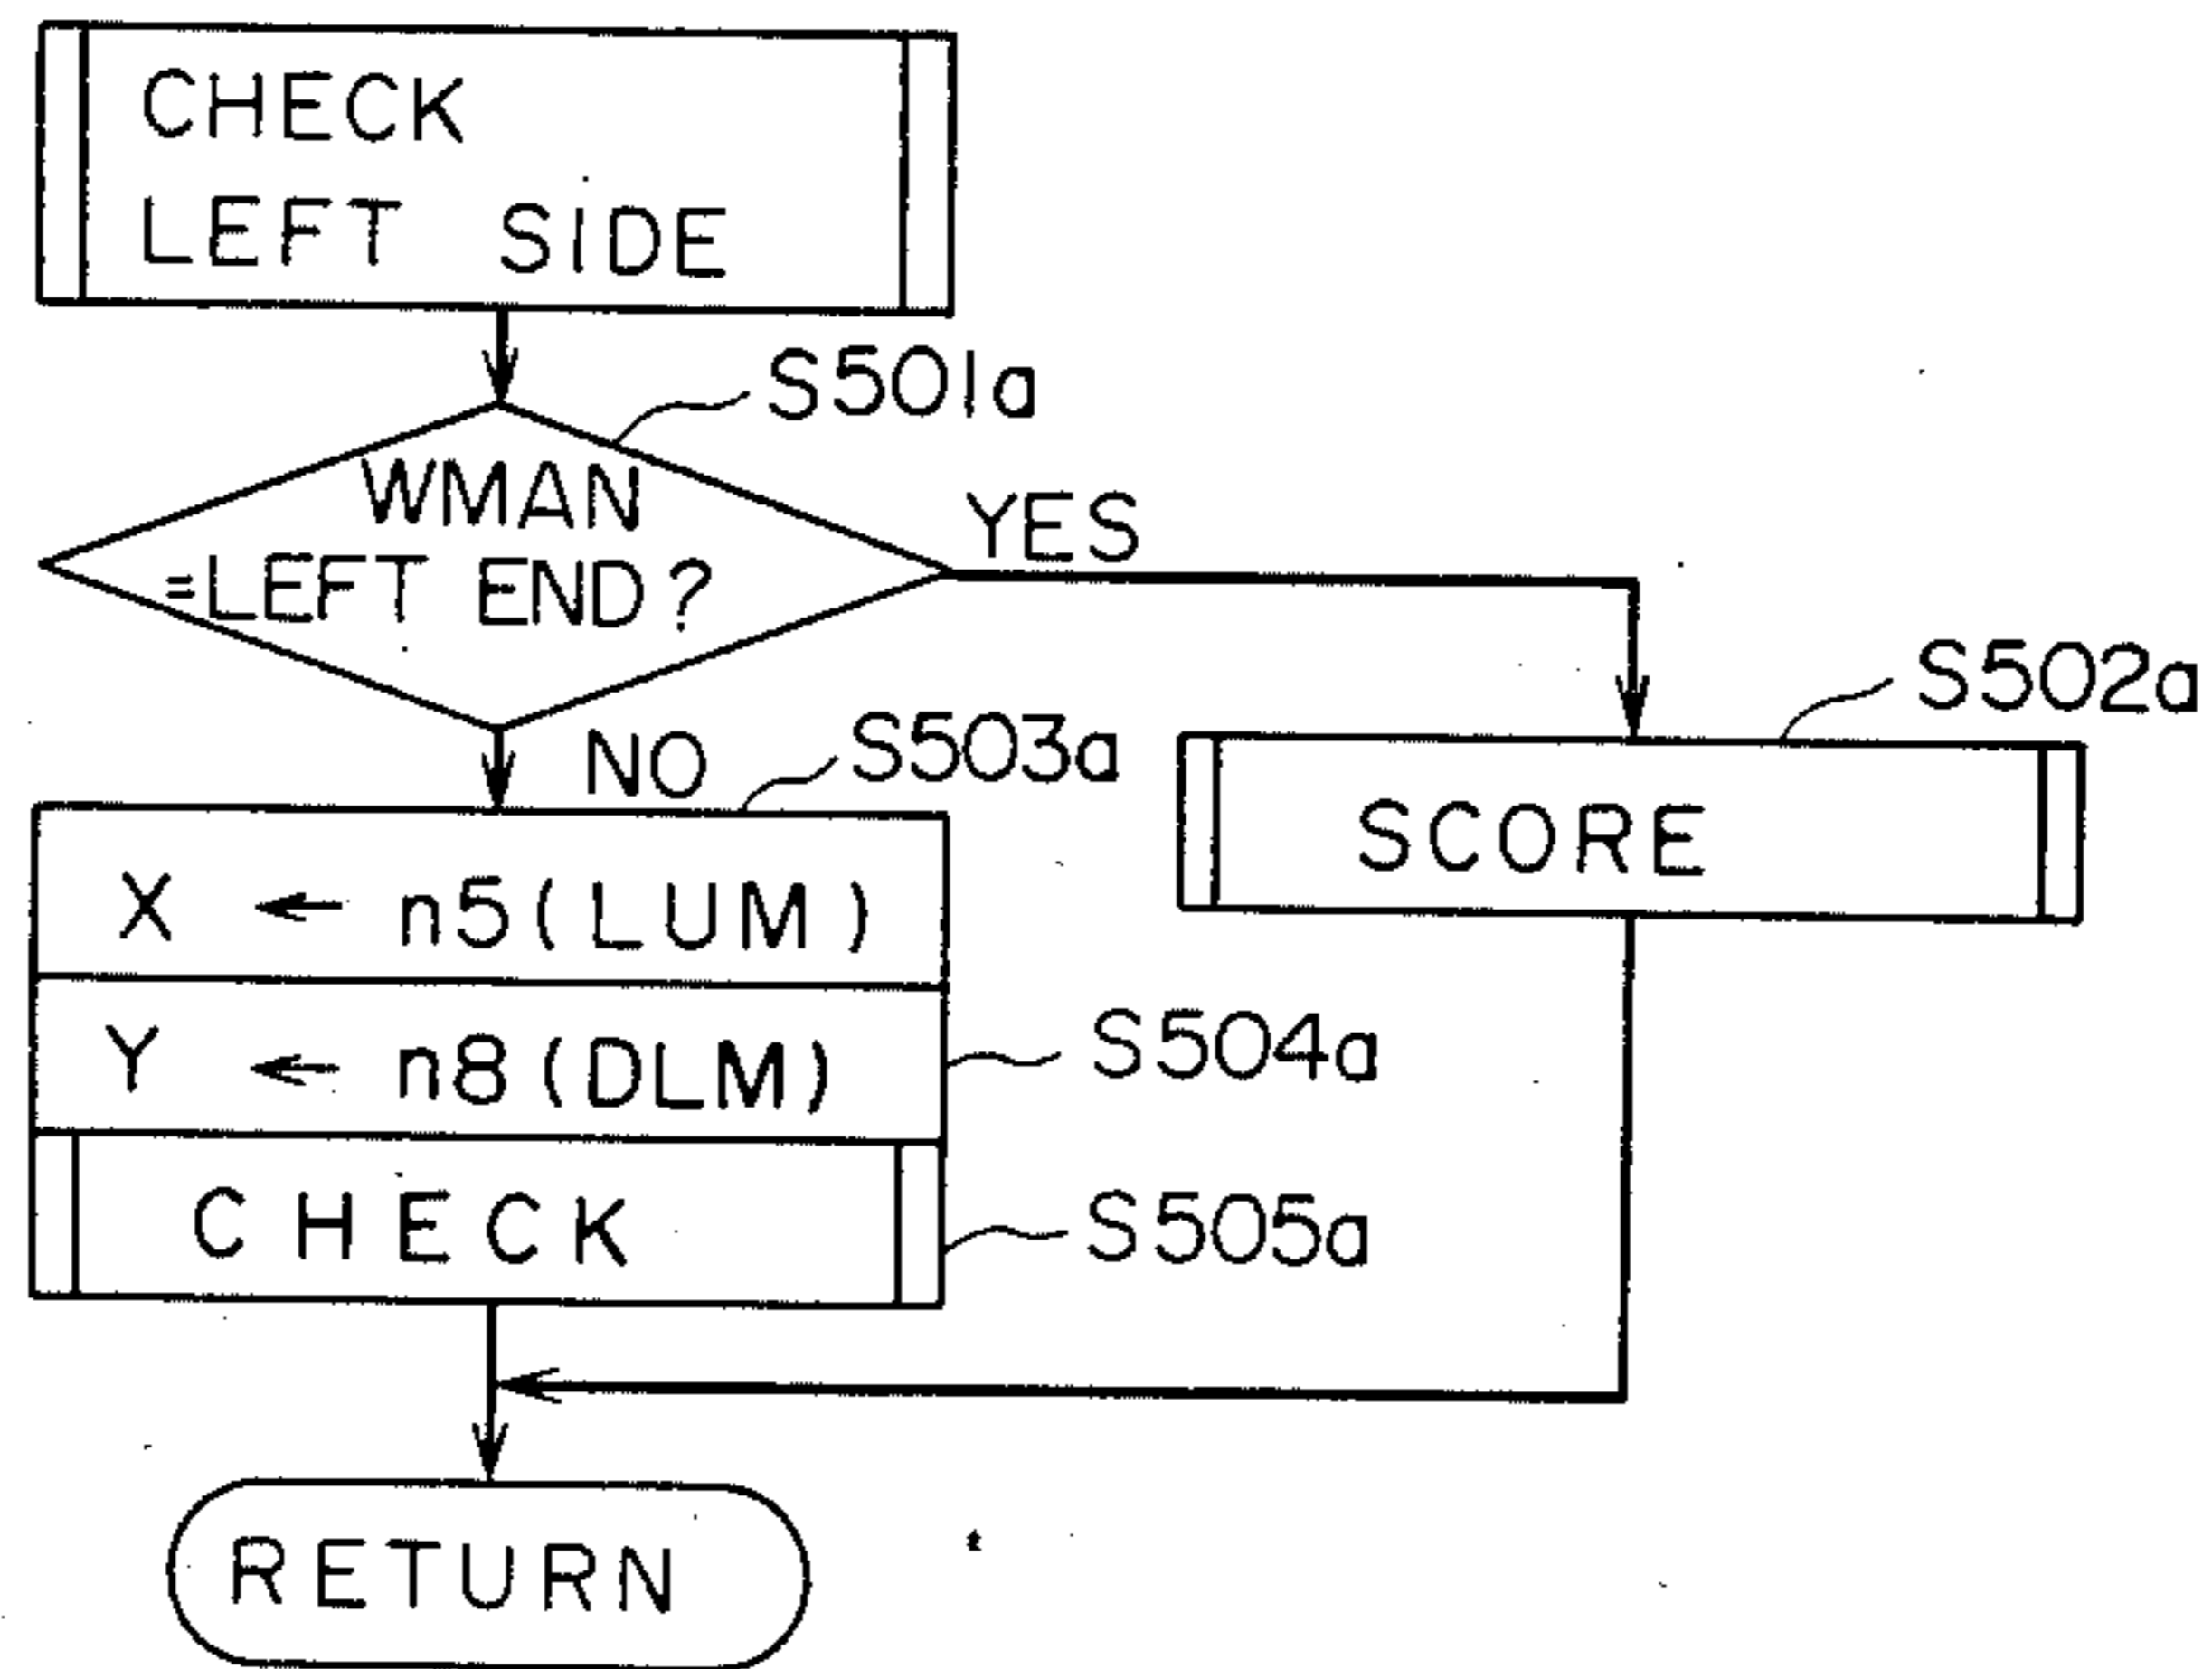 CHECK
LEFT SIDE
S501a
WMAN
=LEFT END?
YES
S502a
NO
S503a
SCORE
X ← n5(LUM)
Y ← n8(DLM)
S504a
CHECK
S505a
RETURN